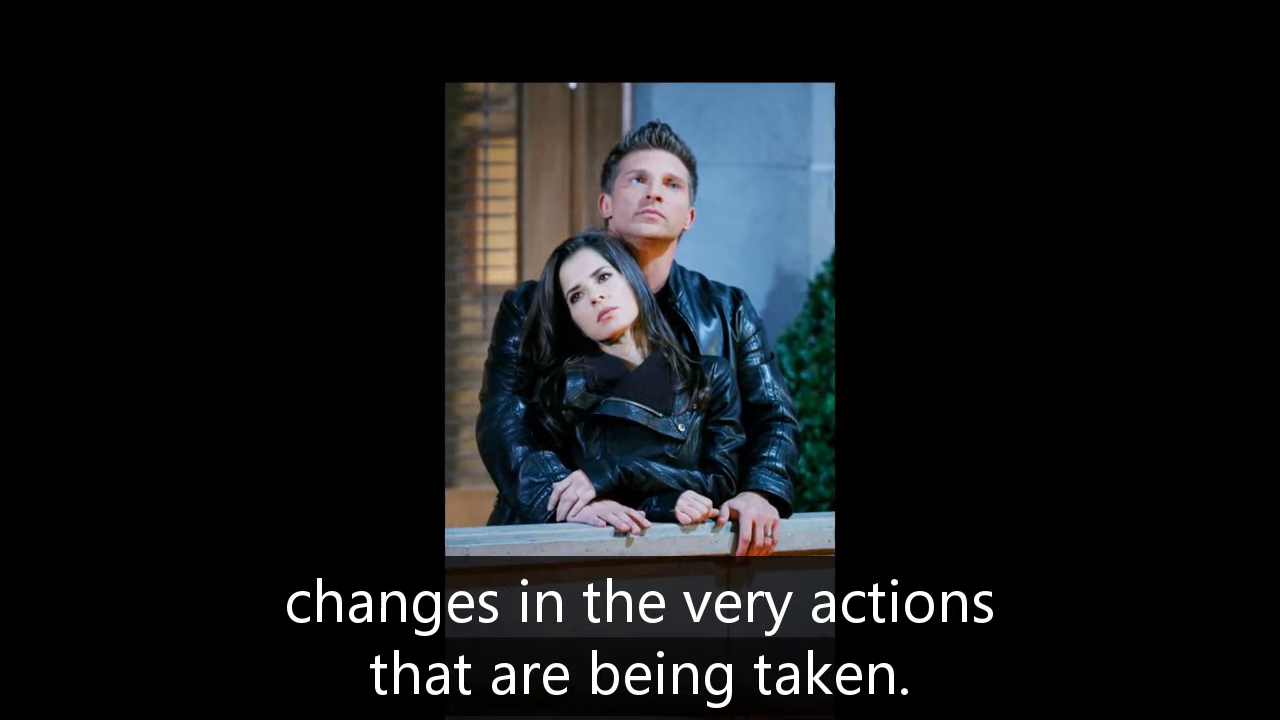 changes in the very actions
that are being taken.